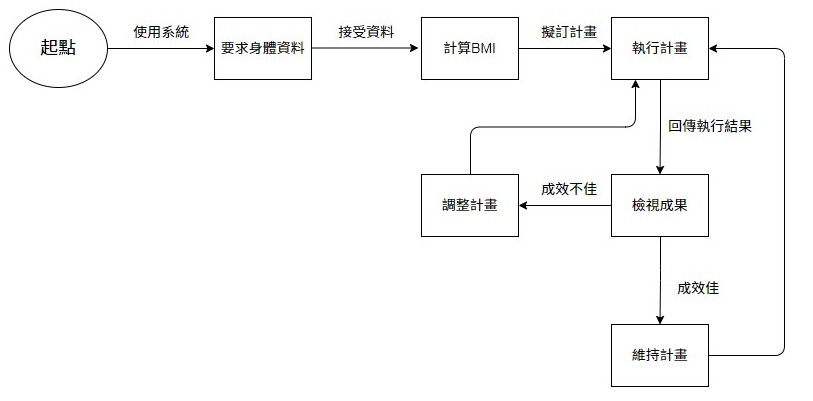 起點
使用系統
要求身體資料
接受資料
計算BMI
擬訂計畫
執行計畫
回傳執行結果
調整計畫
成效不佳
檢視成果
成效佳
維持計畫